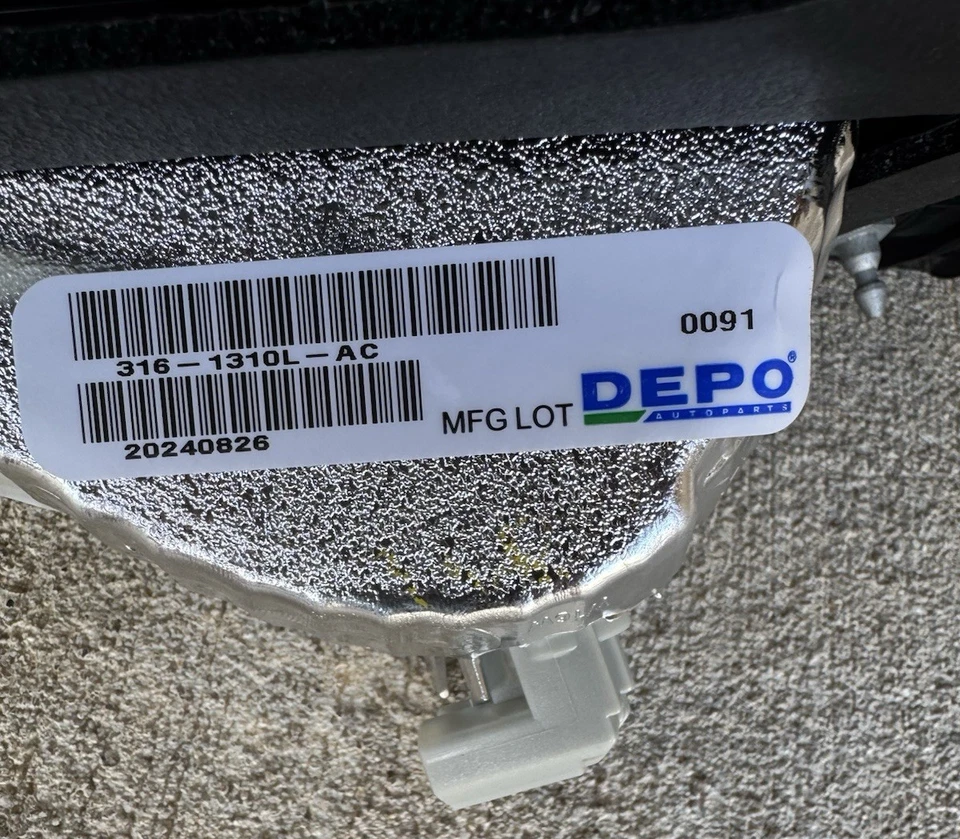 316-1310L-AC
0091
20240826
MFG LOT
DEPO®
AUTOPARTS